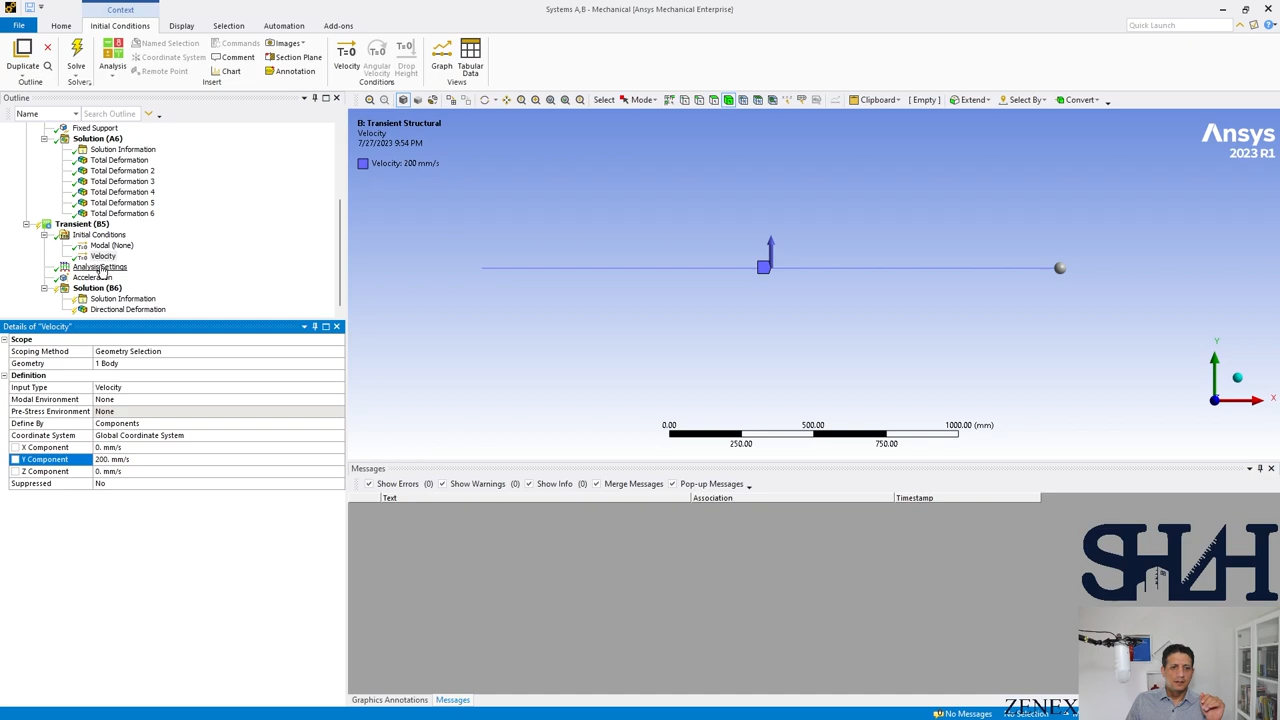 Context
Systems A,B - Mechanical [Ansys Mechanical Enterprise]
File Home Initial Conditions Display Selection Automation Add-ons
Quick Launch
Duplicate
Outline
Solve
Solver
Analysis
Named Selection
Coordinate System
Remote Point
Commands
Comment
Chart
Images
Section Plane
Annotation
Insert
T=0
Velocity
T=0
Angular
Velocity
T=0
Drop
Height
Conditions
Graph
Tabular
Data
Views
Outline
Name
Search Outline
Select
Mode
Clipboard
[ Empty ]
Extend
Select By
Convert
Fixed Support
Solution (A6)
Solution Information
Total Deformation
Total Deformation 2
Total Deformation 3
Total Deformation 4
Total Deformation 5
Total Deformation 6
Transient (B5)
Initial Conditions
Modal (None)
Velocity
Analysis Settings
Acceleration
Solution (B6)
Solution Information
Directional Deformation
B: Transient Structural
Velocity
7/27/2023 9:54 PM
Velocity: 200 mm/s
Ansys
2023 R1
Y
X
0.00 500.00 1000.00 (mm)
250.00 750.00
Details of "Velocity"
Scope
Scoping Method Geometry Selection
Geometry 1 Body
Definition
Input Type Velocity
Modal Environment None
Pre-Stress Environment None
Define By Components
Coordinate System Global Coordinate System
X Component 0. mm/s
Y Component 200. mm/s
Z Component 0. mm/s
Suppressed No
Messages
Show Errors (0) Show Warnings (0) Show Info (0) Merge Messages Pop-up Messages
Text Association Timestamp
Graphics Annotations Messages
SHZH
ZENEX
No Messages No Selection